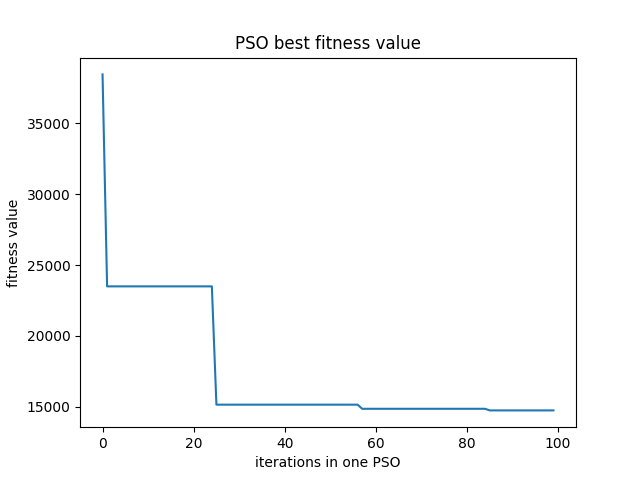 PSO best fitness value
fitness value
35000
30000
25000
20000
15000
0 20 40 60 80 100
iterations in one PSO